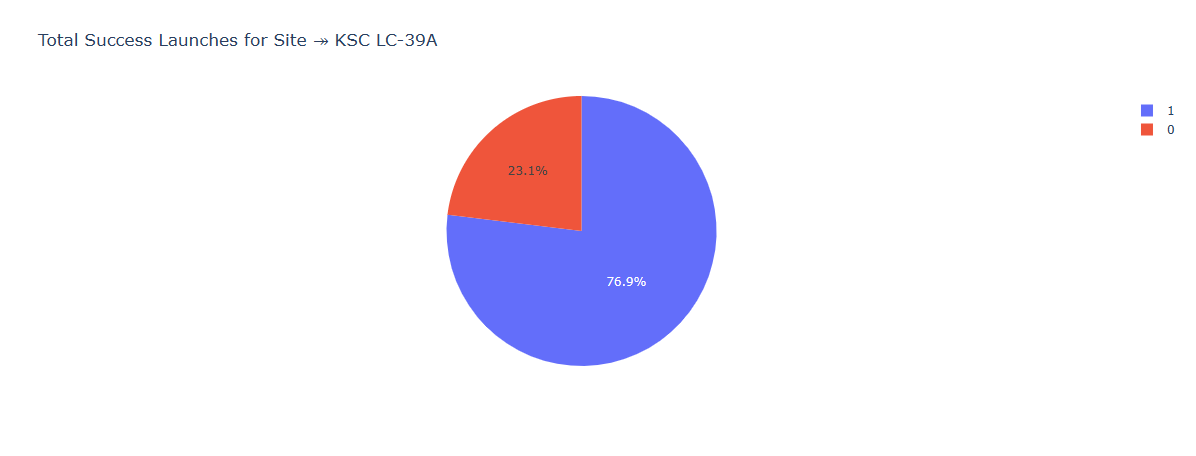 Total Success Launches for Site ↠ KSC LC-39A
1
0
23.1%
76.9%